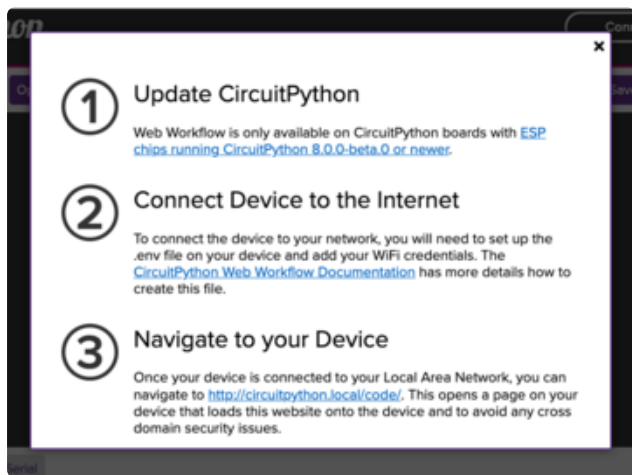 1
Update CircuitPython
Web Workflow is only available on CircuitPython boards with ESP
chips running CircuitPython 8.0.0-beta.0 or newer.
2
Connect Device to the Internet
To connect the device to your network, you will need to set up the
.env file on your device and add your WiFi credentials. The
CircuitPython Web Workflow Documentation has more details how to
create this file.
3
Navigate to your Device
Once your device is connected to your Local Area Network, you can
navigate to http://circuitpython.local/code/. This opens a page on your
device that loads this website onto the device and to avoid any cross
domain security issues.
Serial